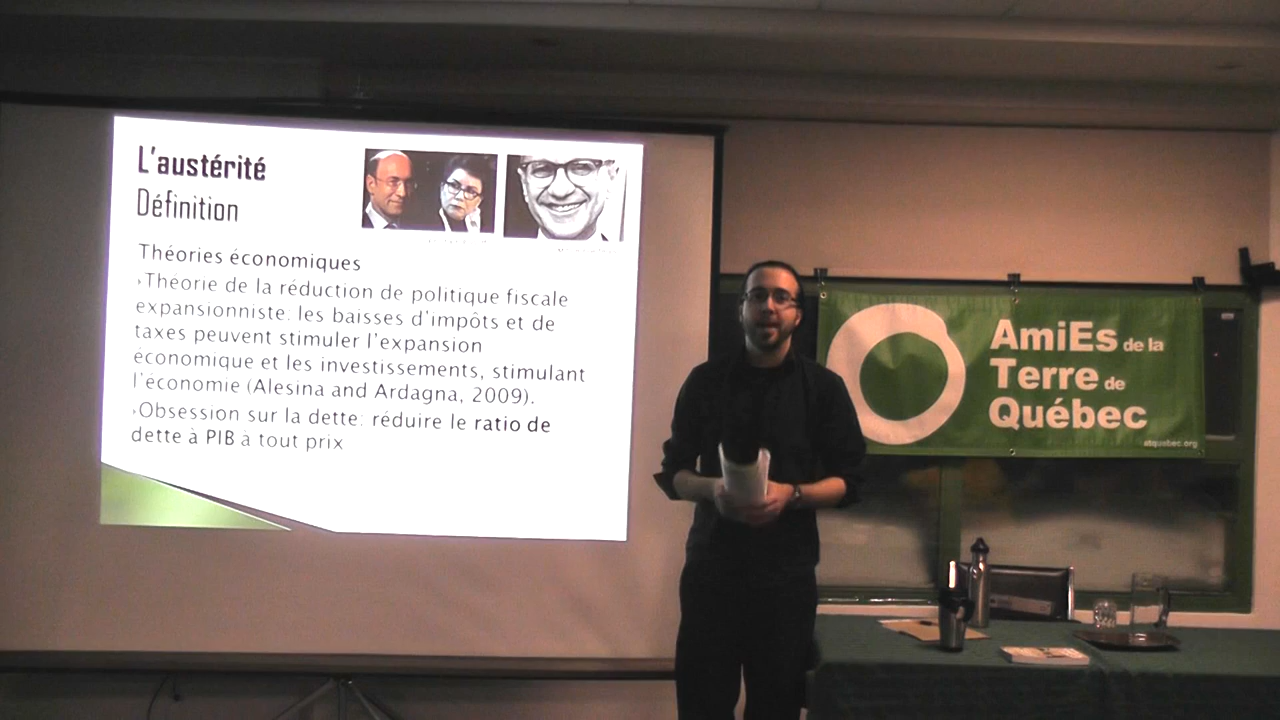 L'austérité
Définition
Théories économiques
›Théorie de la réduction de politique fiscale
expansionniste: les baisses d'impôts et de
taxes peuvent stimuler l'expansion
économique et les investissements, stimulant
l'économie (Alesina and Ardagna, 2009).
›Obsession sur la dette: réduire le ratio de
dette à PIB à tout prix
AmiEs de la
Terre de
Québec
atquebec.org